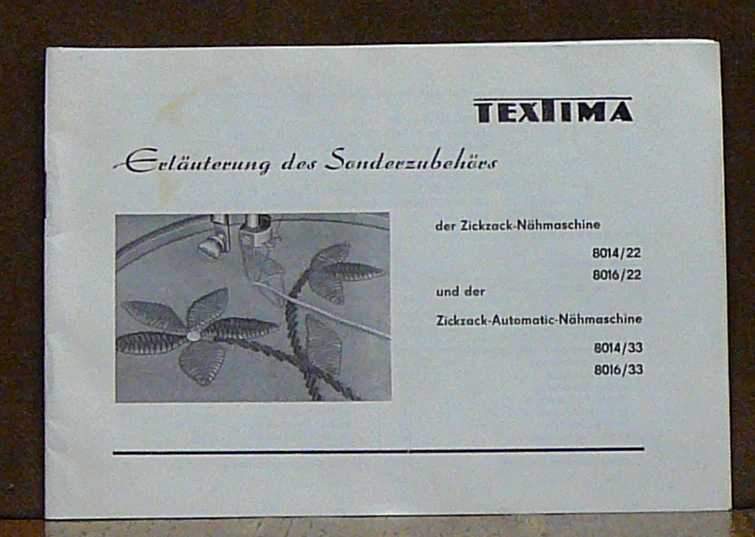 TEXTIMA
Erläuterung des Sonderzubehörs
der Zickzack-Nähmaschine
8014/22
8016/22
und der
Zickzack-Automatic-Nähmaschine
8014/33
8016/33